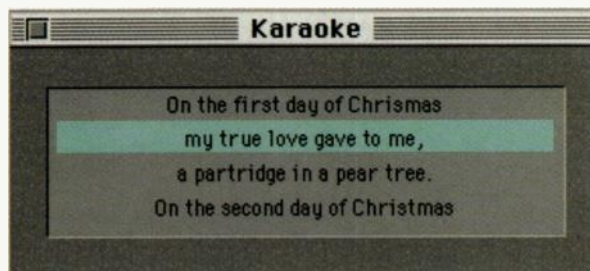 Karaoke
On the first day of Chrismas
my true love gave to me,
a partridge in a pear tree.
On the second day of Christmas